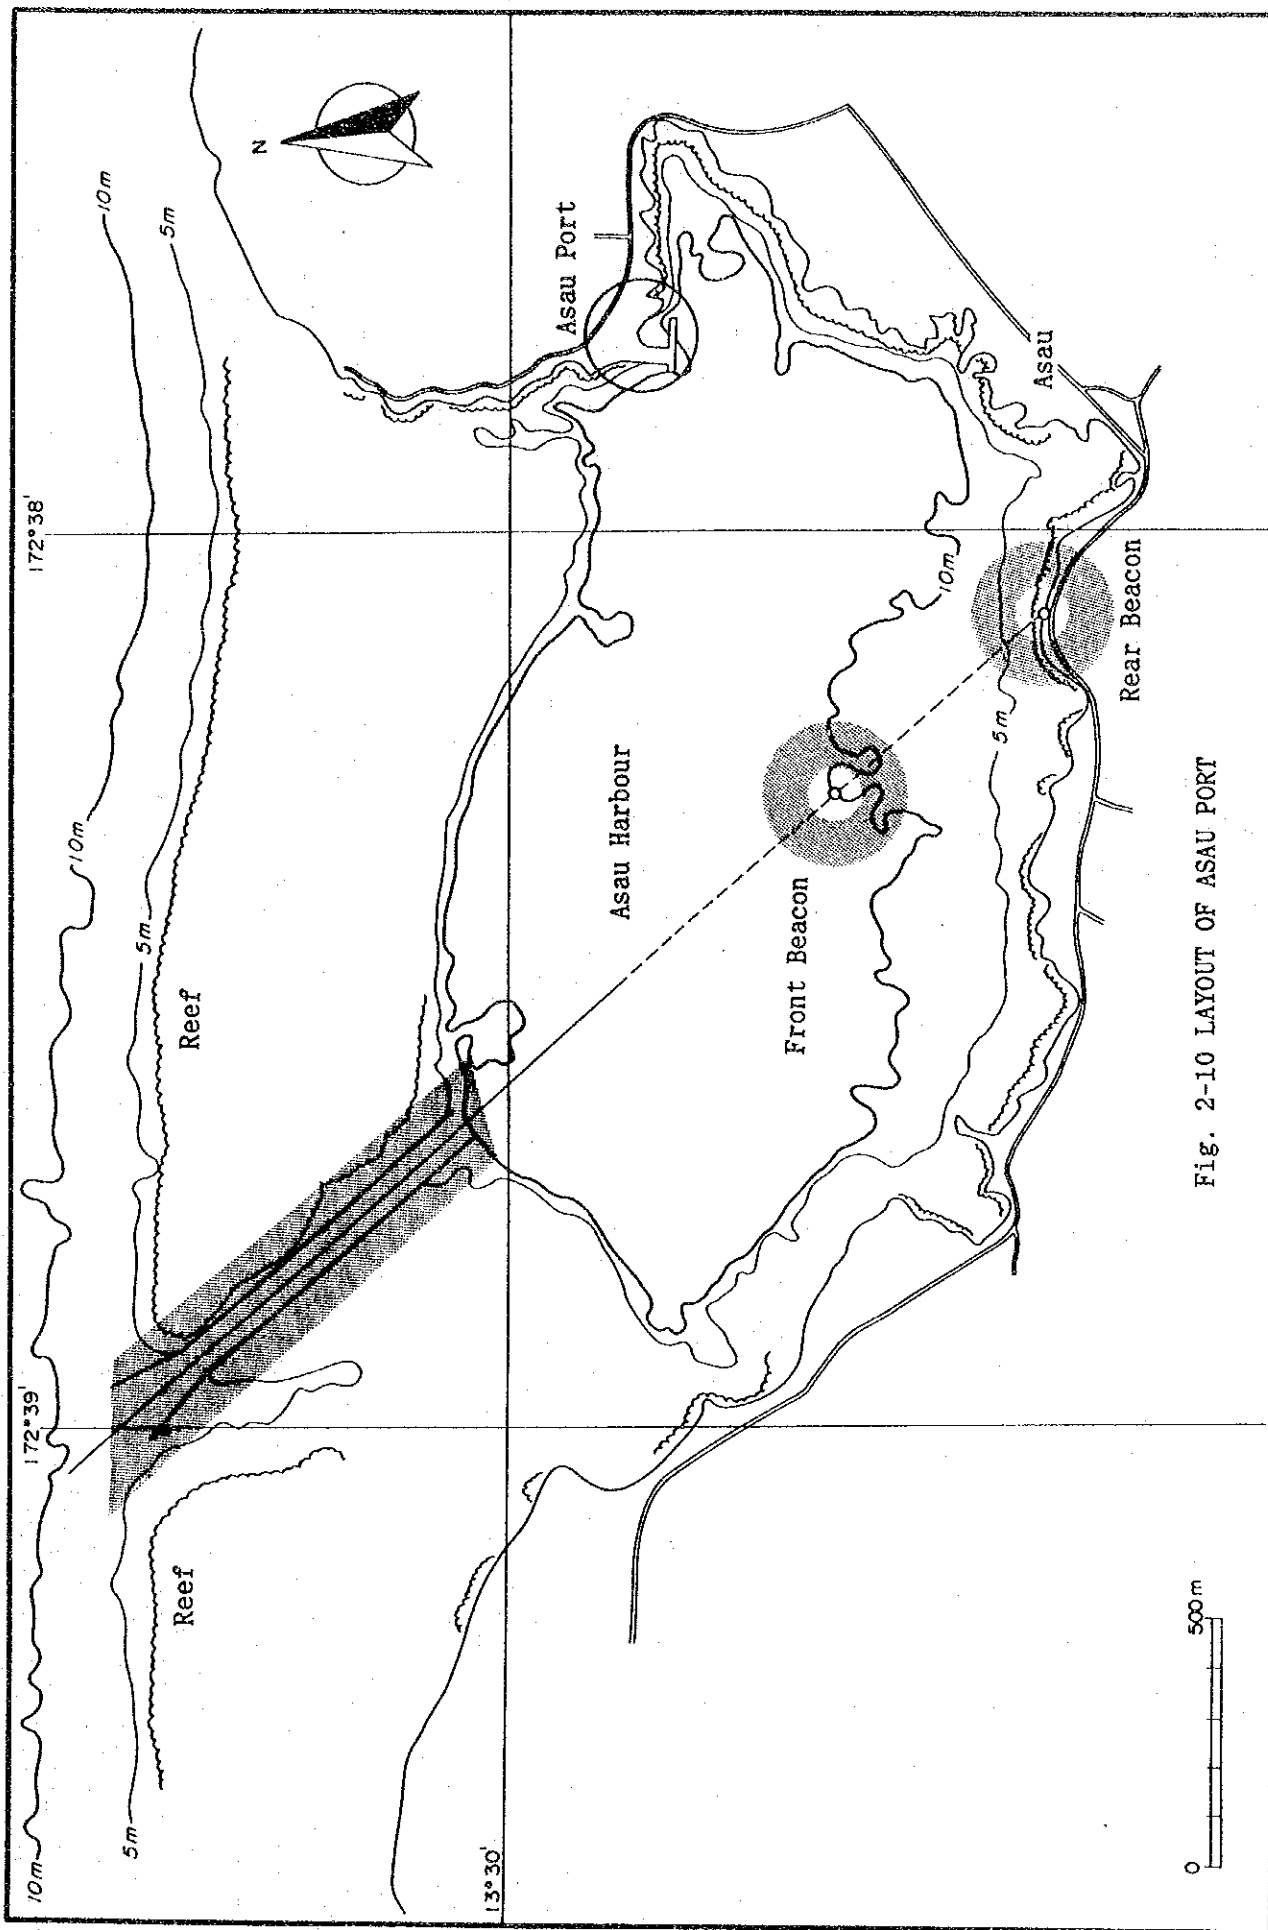 172°39'
172°38'
10m
10m
10m
5m
5m
5m
N
Reef
Reef
13°30'
Asau Port
Asau Harbour
Front Beacon
10m
5m
Asau
Rear Beacon
0
500m
Fig. 2-10 LAYOUT OF ASAU PORT